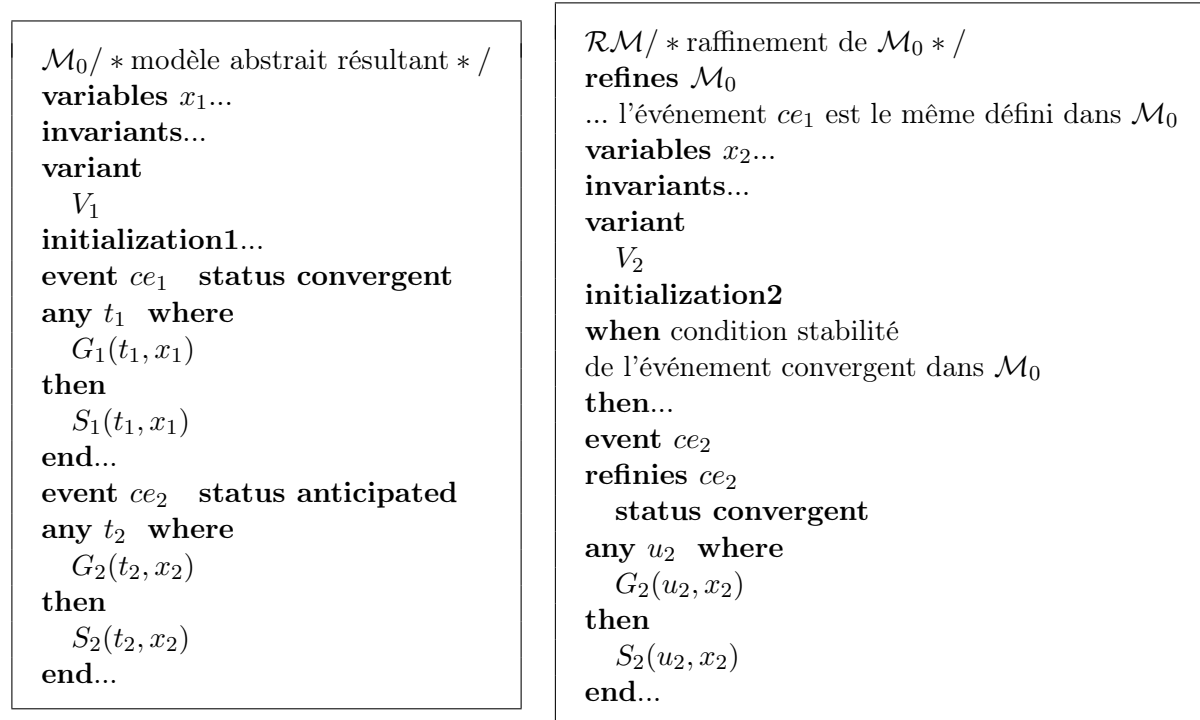 ℳ₀/ ∗ modèle abstrait résultant ∗ /
variables x₁...
invariants...
variant
V₁
initialization1...
event ce₁ status convergent
any t₁ where
G₁(t₁, x₁)
then
S₁(t₁, x₁)
end...
event ce₂ status anticipated
any t₂ where
G₂(t₂, x₂)
then
S₂(t₂, x₂)
end...
ℛℳ/ ∗ raffinement de ℳ₀ ∗ /
refines ℳ₀
... l'événement ce₁ est le même défini dans ℳ₀
variables x₂...
invariants...
variant
V₂
initialization2
when condition stabilité
de l'événement convergent dans ℳ₀
then...
event ce₂
refinies ce₂
status convergent
any u₂ where
G₂(u₂, x₂)
then
S₂(u₂, x₂)
end...